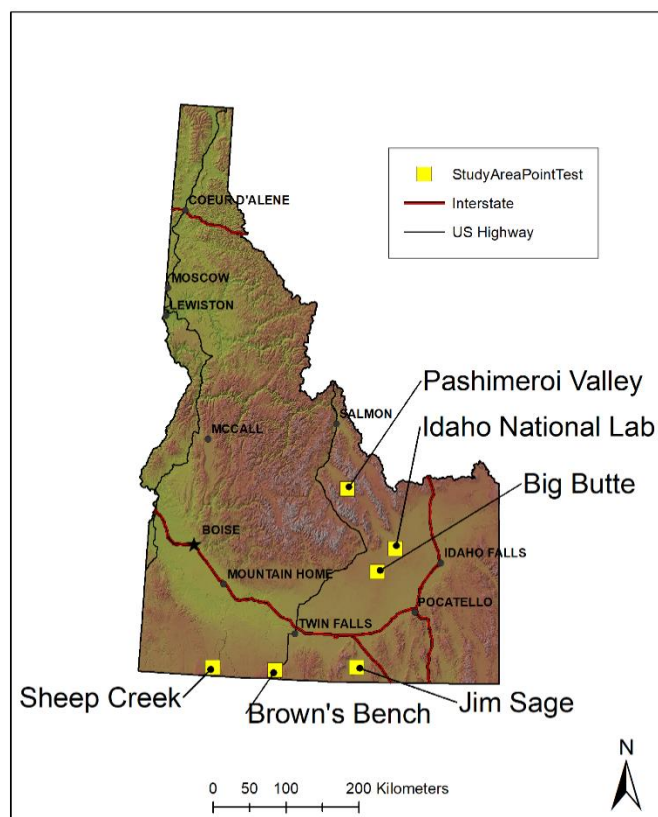 StudyAreaPointTest
Interstate
US Highway
COEUR D'ALENE
MOSCOW
LEWISTON
Pashimeroi Valley
SALMON
Idaho National Lab
MCCALL
Big Butte
BOISE
IDAHO FALLS
MOUNTAIN HOME
POCATELLO
TWIN FALLS
Sheep Creek
Brown's Bench
Jim Sage
N
0 50 100 200 Kilometers